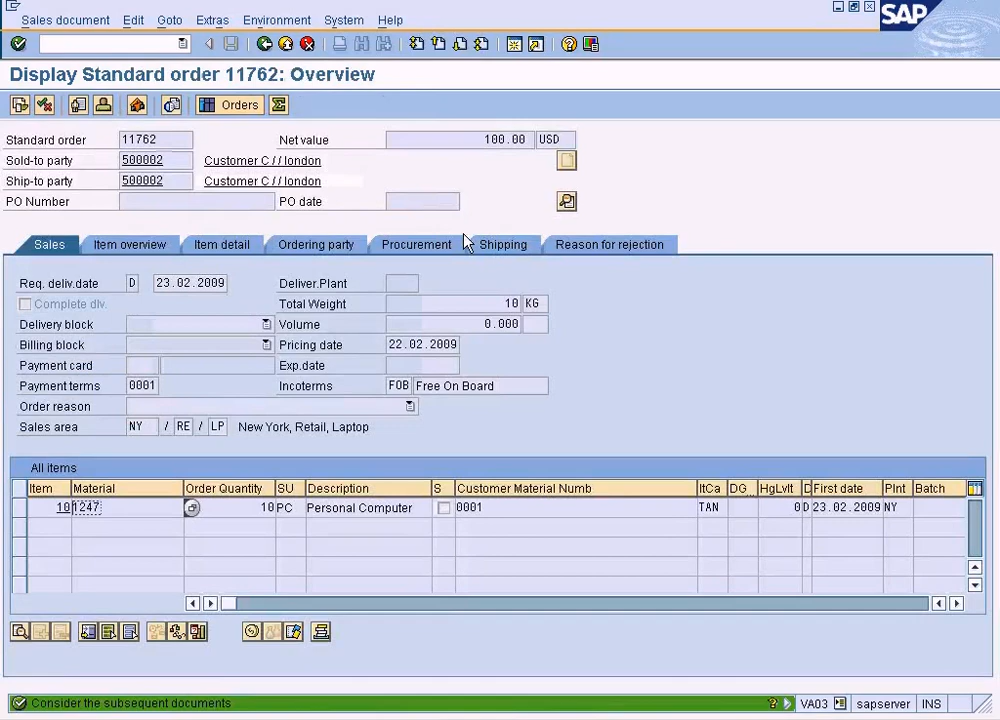 Sales document Edit Goto Extras Environment System Help
SAP
Display Standard order 11762: Overview
Orders
Standard order 11762 Net value 100.00 USD
Sold-to party 500002 Customer C / / london
Ship-to party 500002 Customer C / / london
PO Number PO date
Sales Item overview Item detail Ordering party Procurement Shipping Reason for rejection
Req. deliv.date D 23.02.2009 Deliver.Plant
Complete dlv. Total Weight 10 KG
Delivery block Volume 0.000
Billing block Pricing date 22.02.2009
Payment card Exp.date
Payment terms 0001 Incoterms FOB Free On Board
Order reason
Sales area NY / RE / LP New York, Retail, Laptop
All items
Item Material Order Quantity SU Description S Customer Material Numb ItCa DG HgLvIt D First date Plnt Batch
10 1247 10 PC Personal Computer 0001 TAN 0 D 23.02.2009 NY
Consider the subsequent documents VA03 sapserver INS